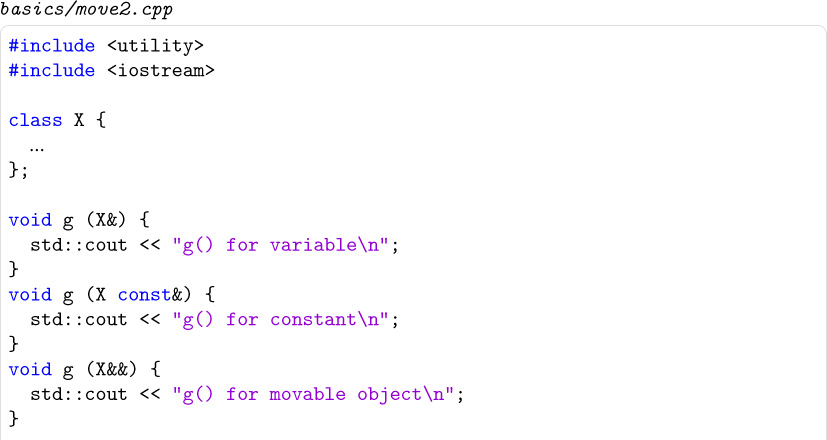 basics/move2.cpp
#include <utility>
#include <iostream>
class X {
  ...
};
void g (X&) {
  std::cout << "g() for variable\n";
}
void g (X const&) {
  std::cout << "g() for constant\n";
}
void g (X&&) {
  std::cout << "g() for movable object\n";
}